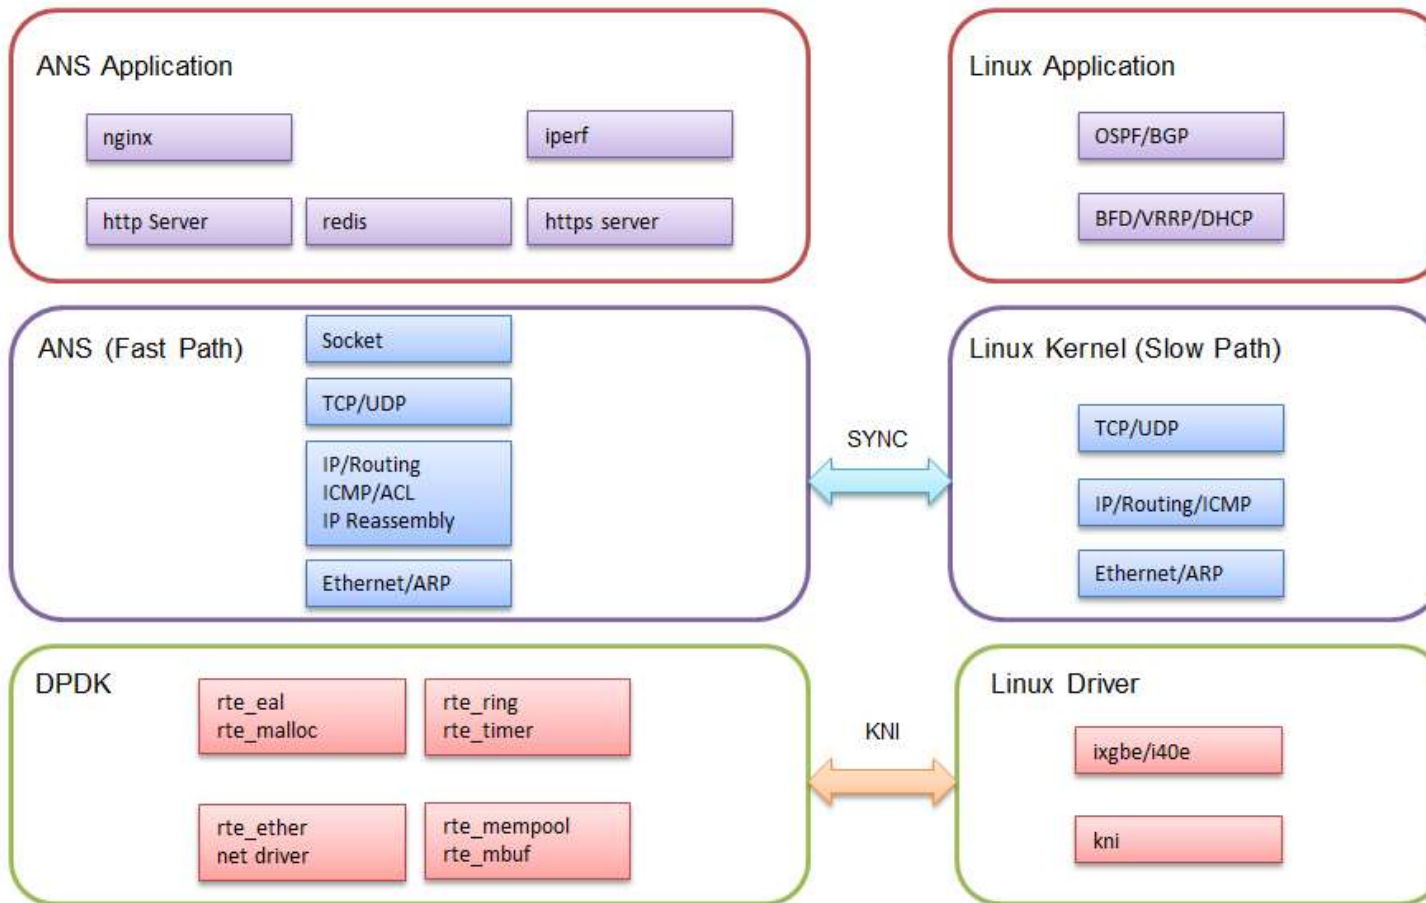 ANS Application
nginx
iperf
http Server
redis
https server
Linux Application
OSPF/BGP
BFD/VRRP/DHCP
ANS (Fast Path)
Socket
TCP/UDP
IP/Routing
ICMP/ACL
IP Reassembly
Ethernet/ARP
SYNC
Linux Kernel (Slow Path)
TCP/UDP
IP/Routing/ICMP
Ethernet/ARP
DPDK
rte_eal
rte_malloc
rte_ring
rte_timer
rte_ether
net driver
rte_mempool
rte_mbuf
KNI
Linux Driver
ixgbe/i40e
kni